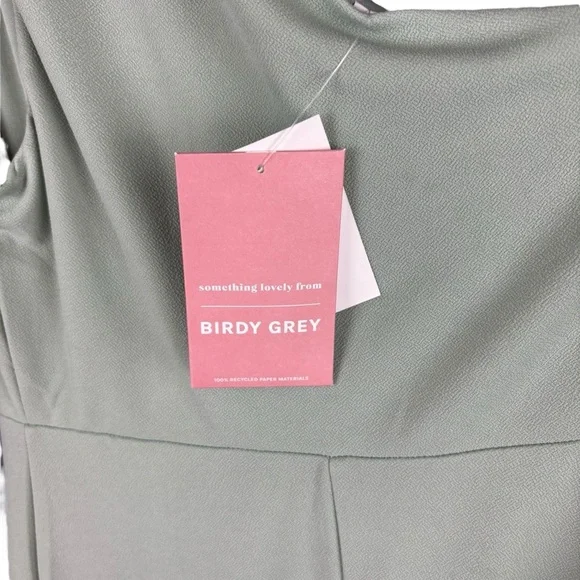 something lovely from
BIRDY GREY
100% RECYCLED PAPER MATERIALS